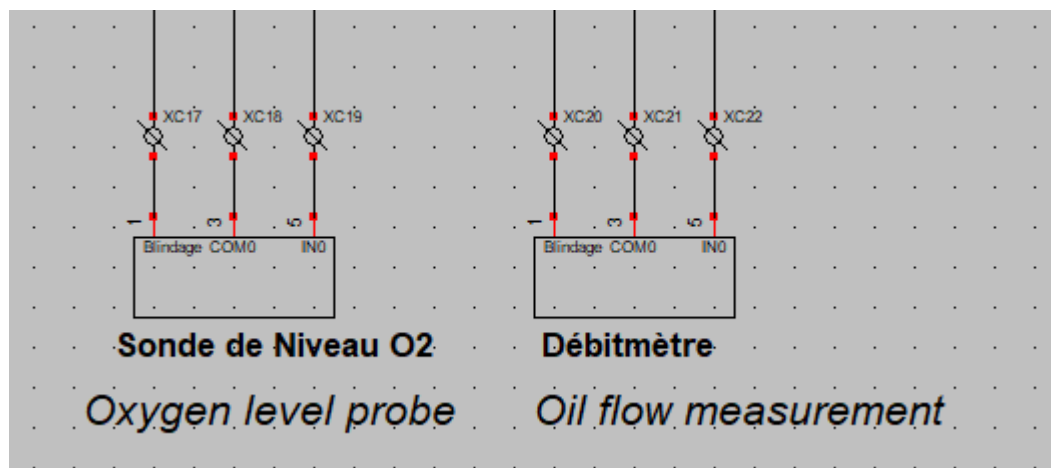 XC17 XC18 XC19 XC20 XC21 XC22
1 3 5 1 3 5
Blindage COM0 IN0 Blindage COM0 IN0
Sonde de Niveau O2 Débitmètre
Oxygen level probe Oil flow measurement